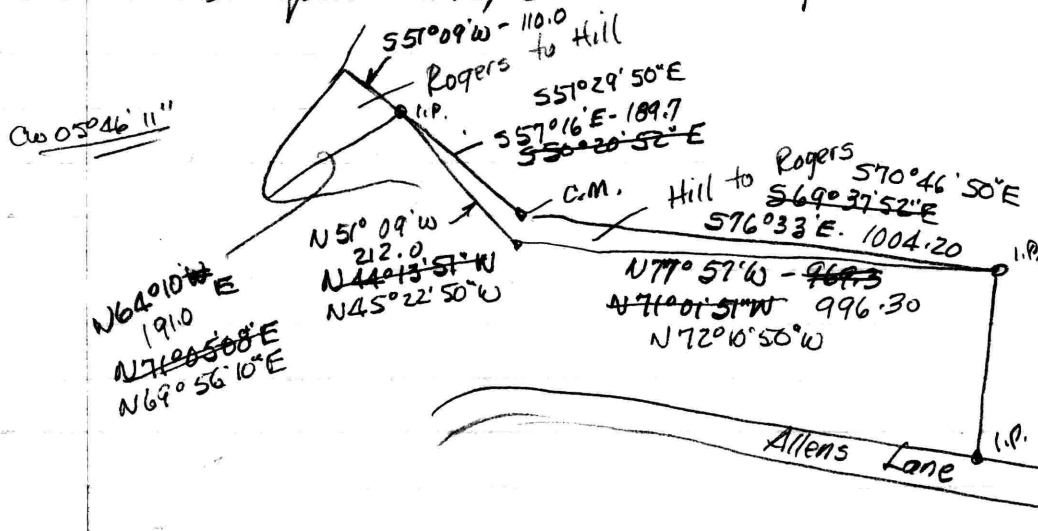 S51°09'W - 110.0
Rogers to Hill
CW 05°46'11"
I.P.
S51°29'50"E
S57°16'E - 189.7
S50°20'52"E
C.M.
Hill to Rogers
S70°46'50"E
S69°37'52"E
S76°33'E. 1004.20
I.P.
N51°09'W
212.0
N44°13'51"W
N45°22'50"W
N77°57'W - 969.3
N71°01'51"W 996.30
N72°10'50"W
N64°10'W E
191.0
N71°05'08"E
N69°56'10"E
Allens Lane
I.P.